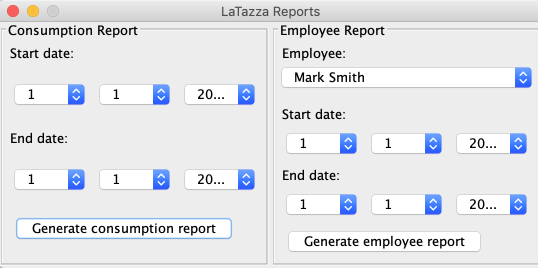 LaTazza Reports
Consumption Report
Start date:
1 1 20...
End date:
1 1 20...
Generate consumption report
Employee Report
Employee:
Mark Smith
Start date:
1 1 20...
End date:
1 1 20...
Generate employee report